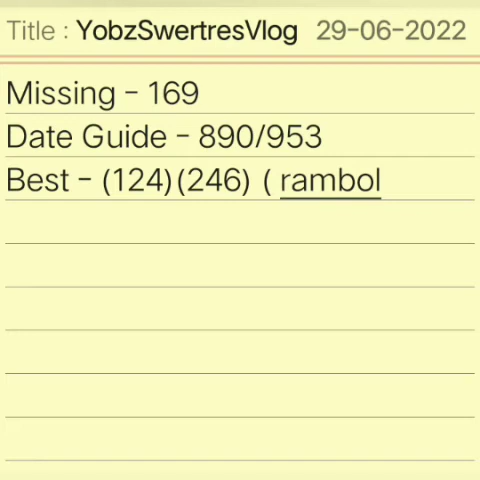 Title : YobzSwertresVlog 29-06-2022
Missing - 169
Date Guide - 890/953
Best - (124)(246) ( rambol